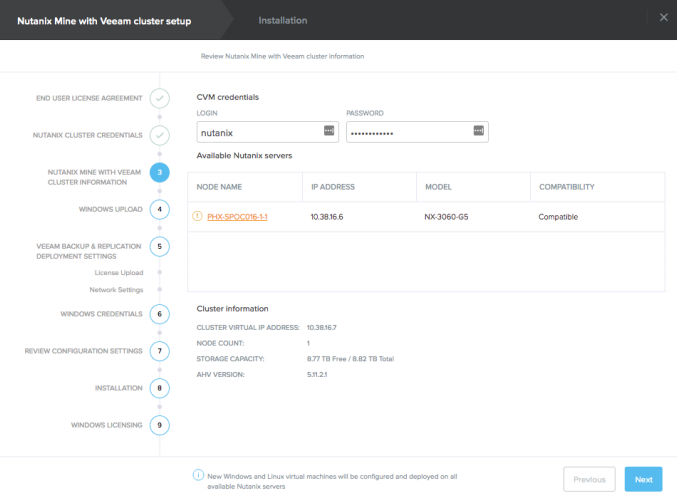 Nutanix Mine with Veeam cluster setup
Installation
Review Nutanix Mine with Veeam cluster information
END USER LICENSE AGREEMENT
NUTANIX CLUSTER CREDENTIALS
NUTANIX MINE WITH VEEAM
CLUSTER INFORMATION
3
WINDOWS UPLOAD
4
VEEAM BACKUP & REPLICATION
DEPLOYMENT SETTINGS
5
License Upload
Network Settings
WINDOWS CREDENTIALS
6
REVIEW CONFIGURATION SETTINGS
7
INSTALLATION
8
WINDOWS LICENSING
9
CVM credentials
LOGIN PASSWORD
nutanix ••••••••••••
Available Nutanix servers
NODE NAME IP ADDRESS MODEL COMPATIBILITY
PHX-SPOC016-1-1 10.38.16.6 NX-3060-G5 Compatible
Cluster information
CLUSTER VIRTUAL IP ADDRESS: 10.38.16.7
NODE COUNT: 1
STORAGE CAPACITY: 8.77 TB Free / 8.82 TB Total
AHV VERSION: 5.11.2.1
New Windows and Linux virtual machines will be configured and deployed on all
available Nutanix servers
Previous Next